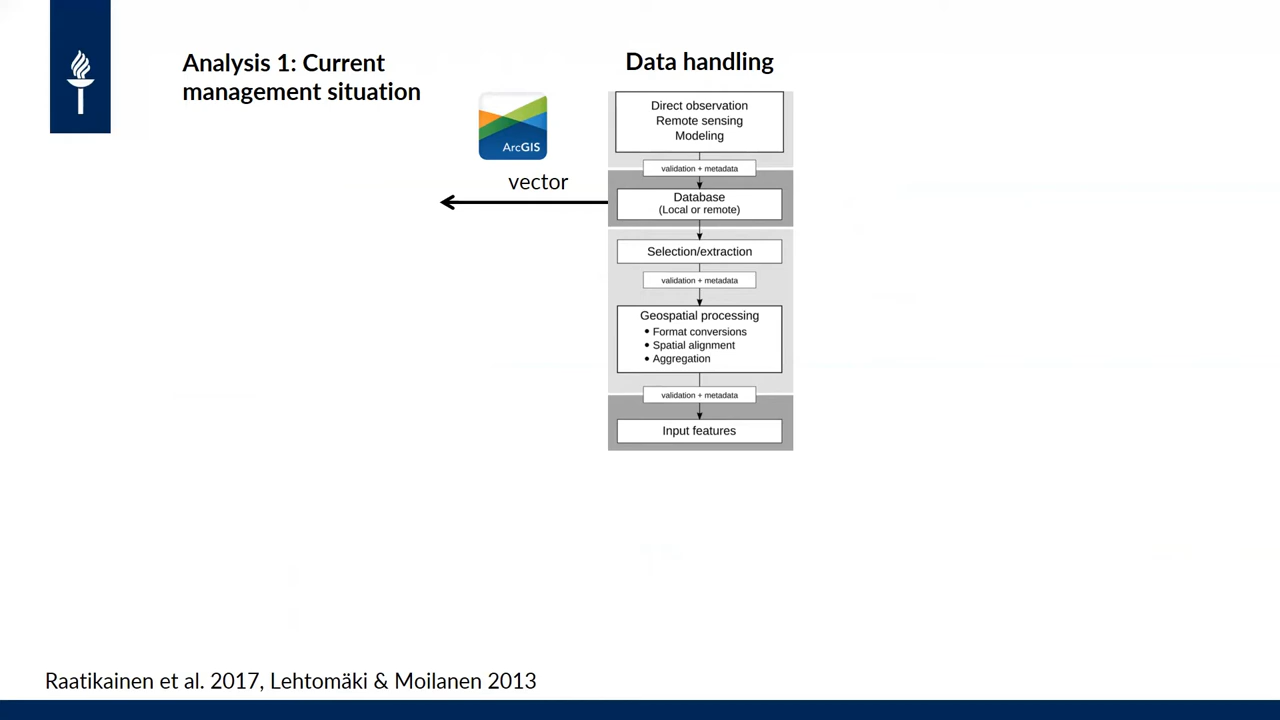 Analysis 1: Current
management situation
Data handling
ArcGIS
vector
Direct observation
Remote sensing
Modeling
validation + metadata
Database
(Local or remote)
Selection/extraction
validation + metadata
Geospatial processing
• Format conversions
• Spatial alignment
• Aggregation
validation + metadata
Input features
Raatikainen et al. 2017, Lehtomäki & Moilanen 2013